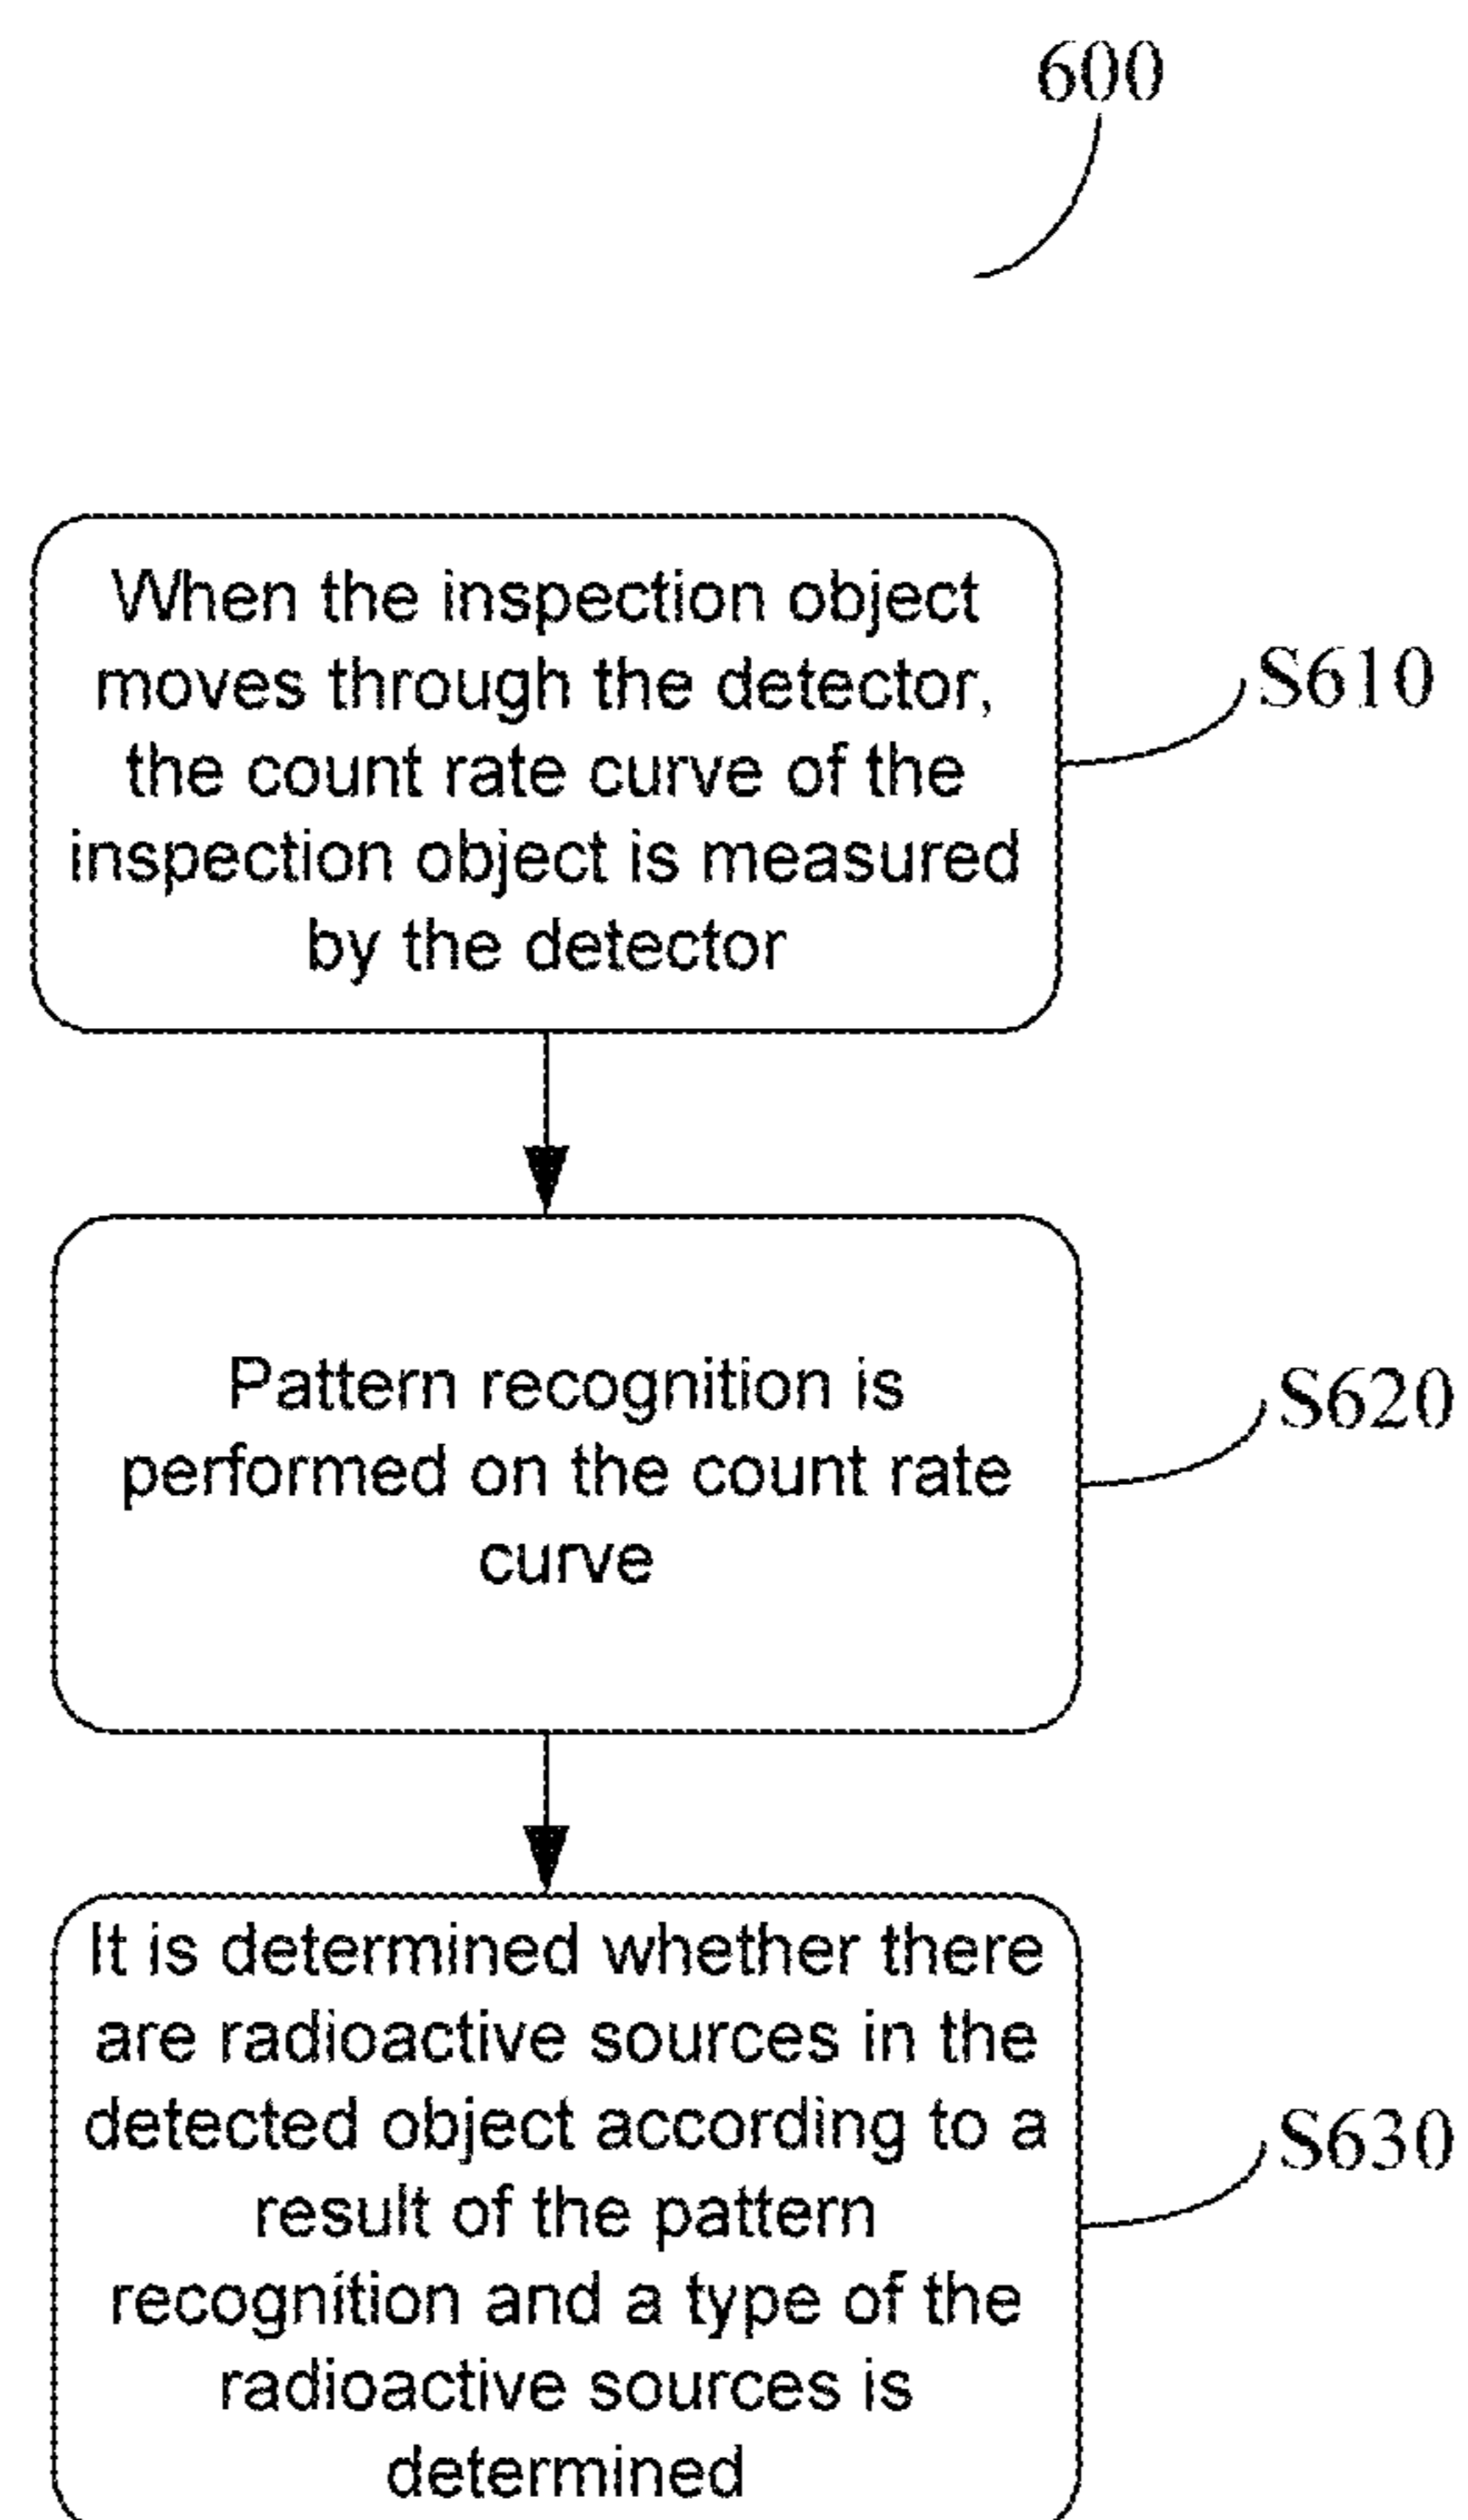 600
When the inspection object
moves through the detector,
the count rate curve of the
inspection object is measured
by the detector
S610
Pattern recognition is
performed on the count rate
curve
S620
It is determined whether there
are radioactive sources in the
detected object according to a
result of the pattern
recognition and a type of the
radioactive sources is
determined
S630